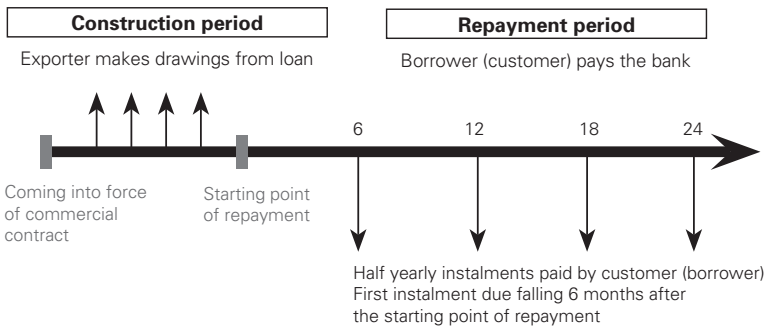 Construction period
Repayment period
Exporter makes drawings from loan
Borrower (customer) pays the bank
6
12
18
24
Coming into force
of commercial
contract
Starting point
of repayment
Half yearly instalments paid by customer (borrower)
First instalment due falling 6 months after
the starting point of repayment